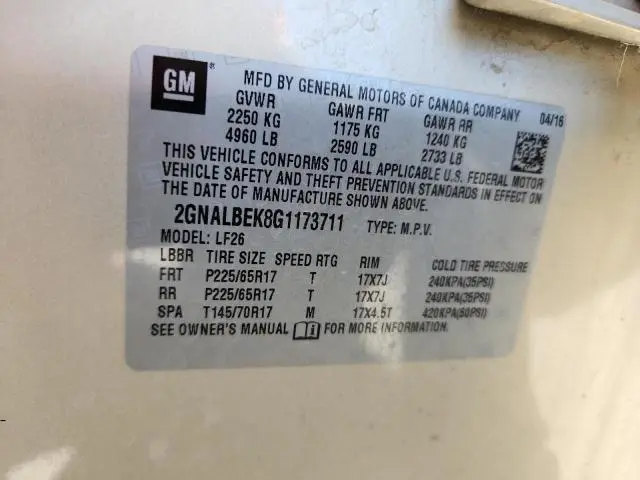 GM ®
MFD BY GENERAL MOTORS OF CANADA COMPANY 04/16
GVWR GAWR FRT GAWR RR
2250 KG 1175 KG 1240 KG
4960 LB 2590 LB 2733 LB
THIS VEHICLE CONFORMS TO ALL APPLICABLE U.S. FEDERAL MOTOR
VEHICLE SAFETY AND THEFT PREVENTION STANDARDS IN EFFECT ON
THE DATE OF MANUFACTURE SHOWN ABOVE.
2GNALBEK8G1173711 TYPE: M.P.V.
MODEL: LF26
LBBR TIRE SIZE SPEED RTG RIM COLD TIRE PRESSURE
FRT P225/65R17 T 17X7J 240KPA(35PSI)
RR P225/65R17 T 17X7J 240KPA(35PSI)
SPA T145/70R17 M 17X4.5T 420KPA(60PSI)
SEE OWNER'S MANUAL FOR MORE INFORMATION.